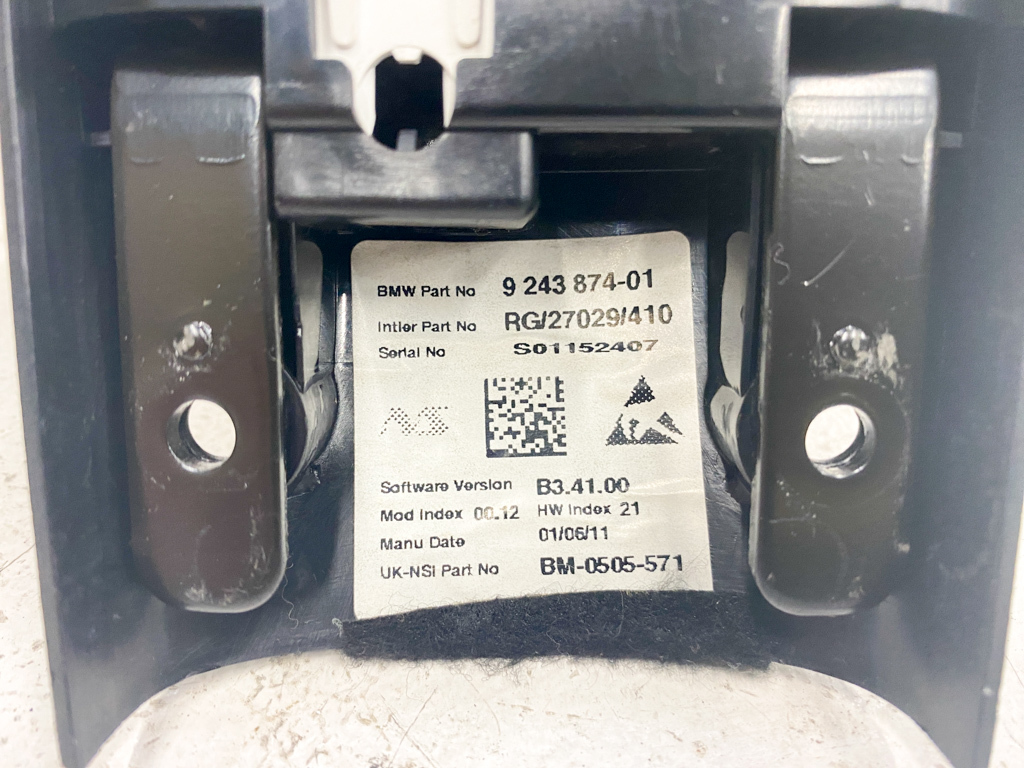 BMW Part No 9 243 874-01
Intier Part No RG/27029/410
Serial No S01152407
Software Version B3.41.00
Mod Index 00.12 HW Index 21
Manu Date 01/06/11
UK-NSI Part No BM-0505-571